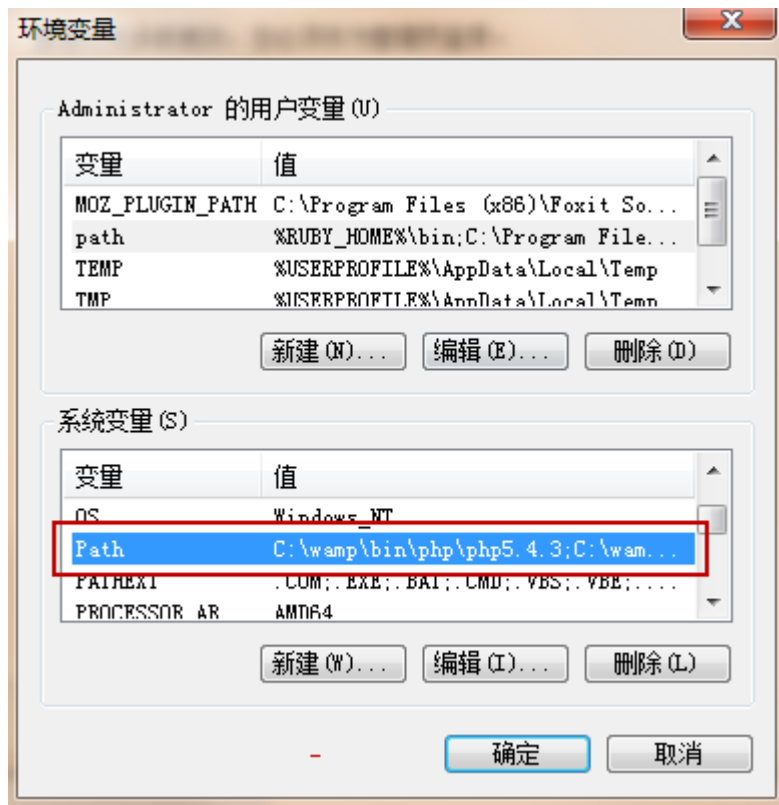 环境变量
Administrator 的用户变量(U)
变量 值
MOZ_PLUGIN_PATH C:\Program Files (x86)\Foxit So...
path %RUBY_HOME%\bin;C:\Program File...
TEMP %USERPROFILE%\AppData\Local\Temp
TMP %USERPROFILE%\AppData\Local\Temp
新建(N)... 编辑(E)... 删除(D)
系统变量(S)
变量 值
OS Windows_NT
Path C:\wamp\bin\php\php5.4.3;C:\wam...
PATHEXT .COM;.EXE;.BAT;.CMD;.VBS;.VBE;....
PROCESSOR_AR AMD64
新建(W)... 编辑(I)... 删除(L)
确定 取消